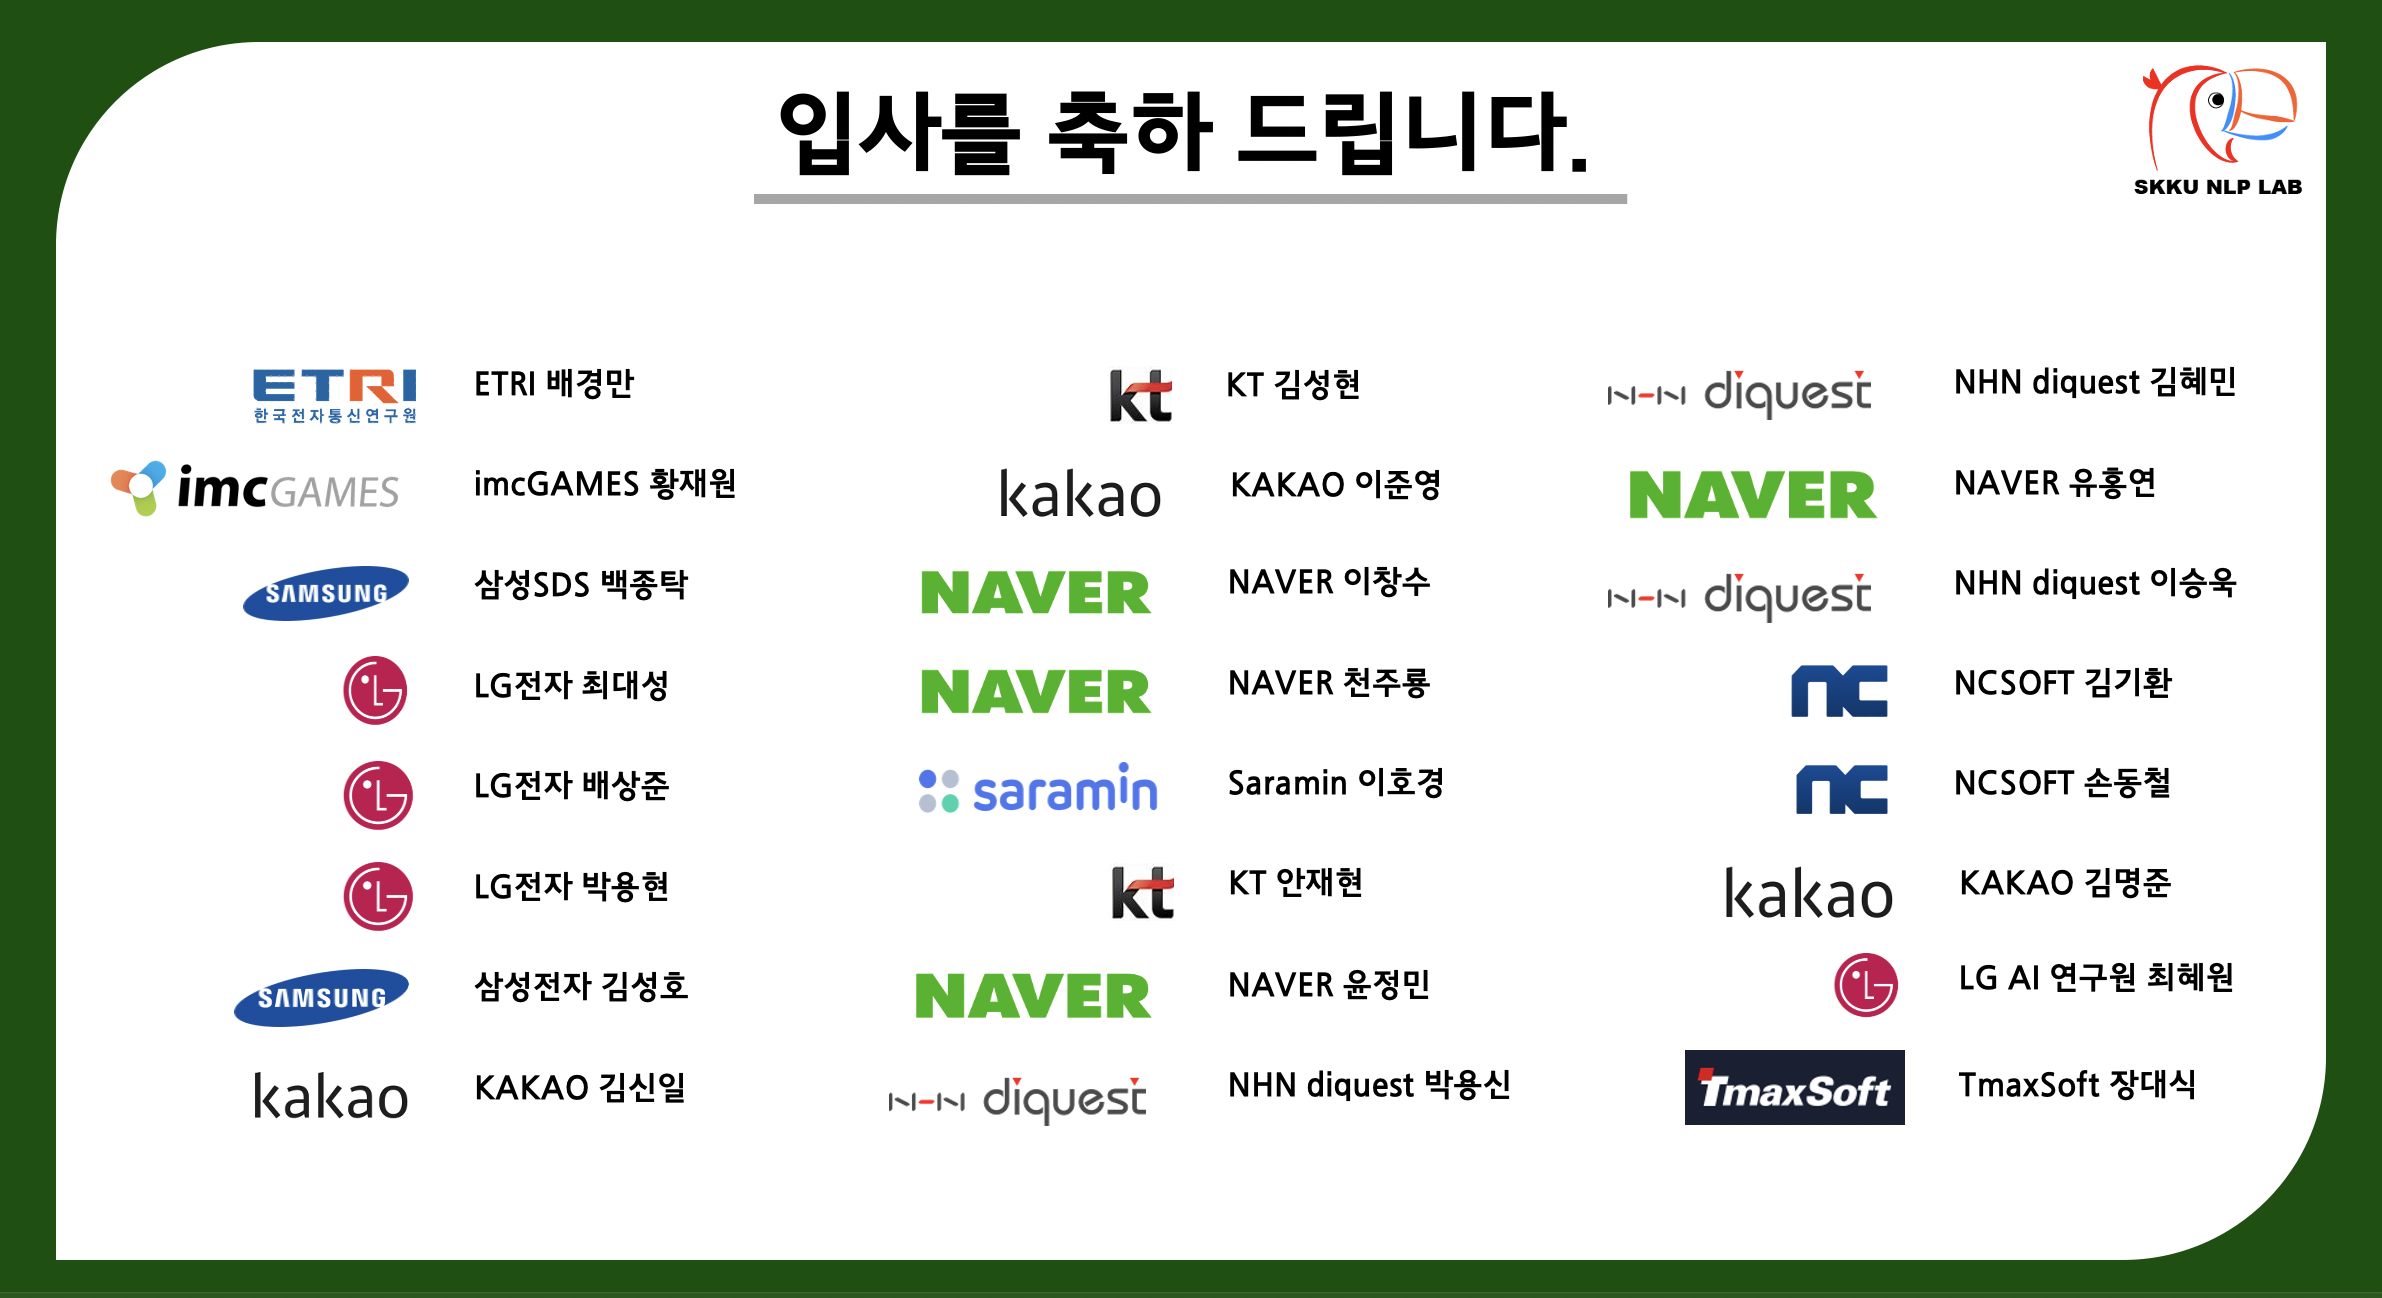 입사를 축하 드립니다.
SKKU NLP LAB
ETRI 한국전자통신연구원 ETRI 배경만
imcGAMES imcGAMES 황재원
SAMSUNG 삼성SDS 백종탁
LG LG전자 최대성
LG LG전자 배상준
LG LG전자 박용현
SAMSUNG 삼성전자 김성호
kakao KAKAO 김신일
kt KT 김성현
kakao KAKAO 이준영
NAVER NAVER 이창수
NAVER NAVER 천주룡
saramin Saramin 이호경
kt KT 안재현
NAVER NAVER 윤정민
NHN diquest NHN diquest 박용신
NHN diquest NHN diquest 김혜민
NAVER NAVER 유홍연
NHN diquest NHN diquest 이승욱
nc NCSOFT 김기환
nc NCSOFT 손동철
kakao KAKAO 김명준
LG LG AI 연구원 최혜원
TmaxSoft TmaxSoft 장대식